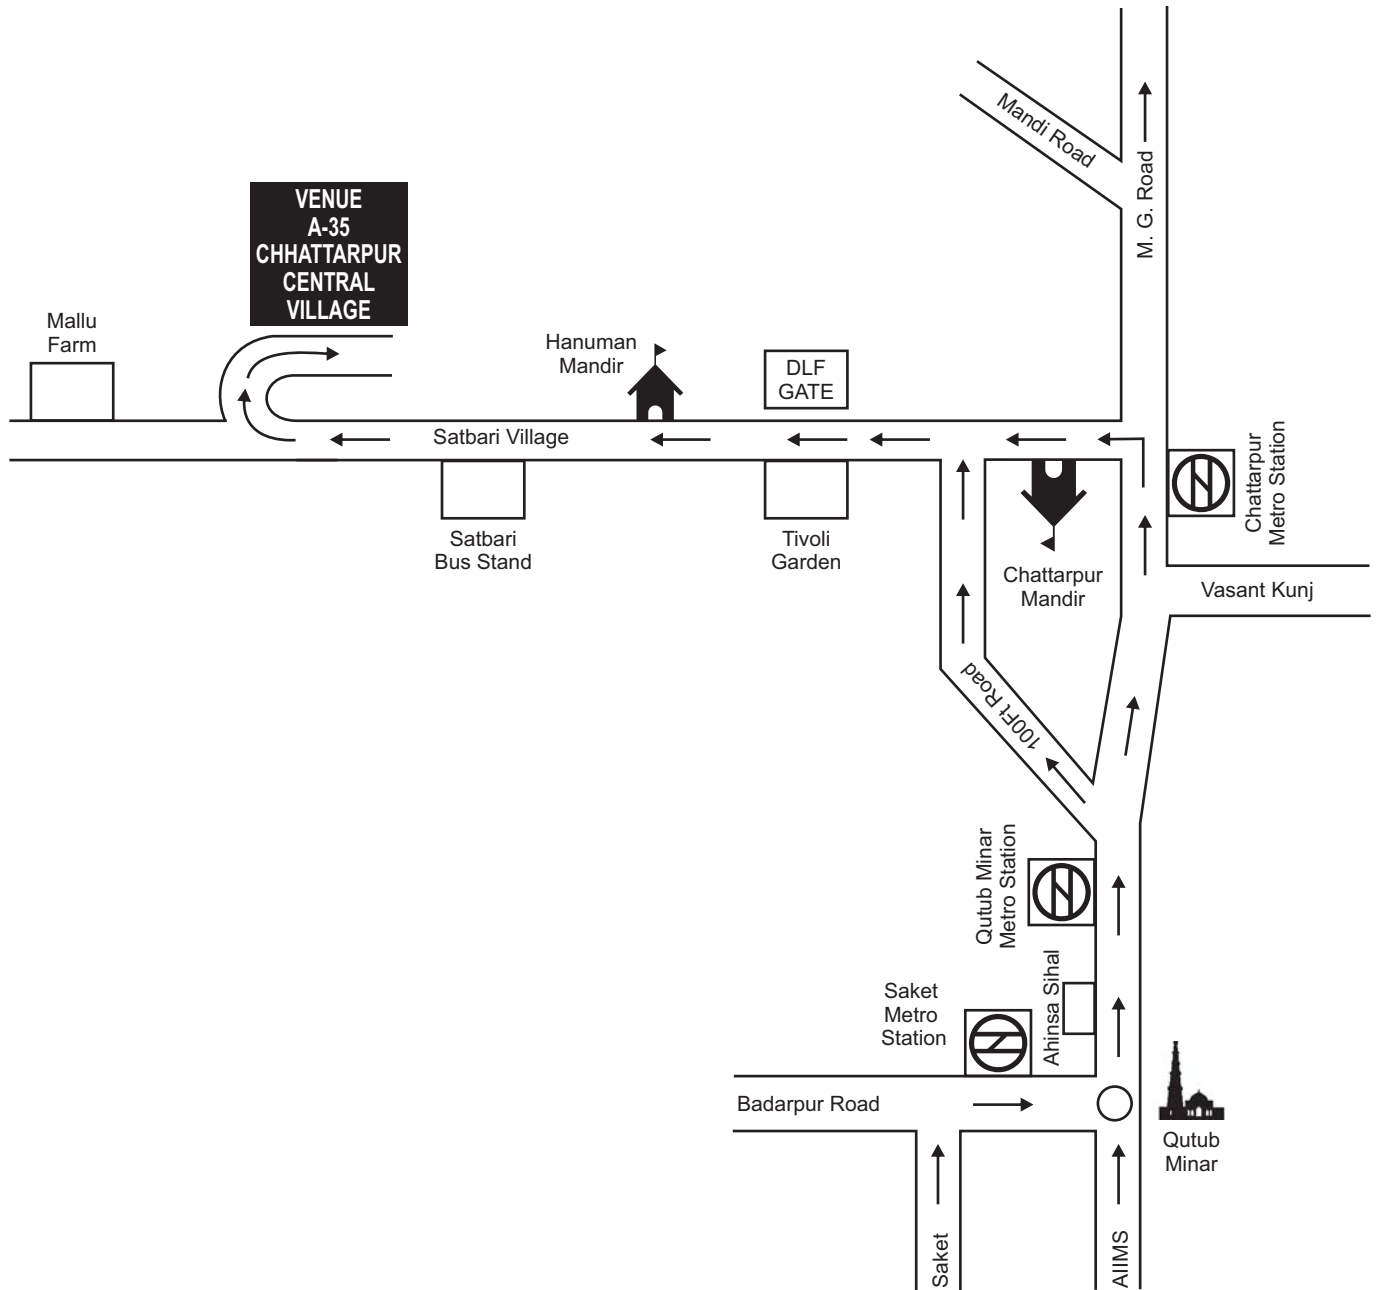 Mandi Road
M. G. Road
VENUE
A-35
CHHATTARPUR
CENTRAL
VILLAGE
Mallu
Farm
Hanuman
Mandir
DLF
GATE
Satbari Village
Chattarpur
Metro Station
Satbari
Bus Stand
Tivoli
Garden
Chattarpur
Mandir
Vasant Kunj
100Ft Road
Qutub Minar
Metro Station
Saket
Metro
Station
Ahinsa Sihal
Badarpur Road
Qutub
Minar
Saket
AIIMS